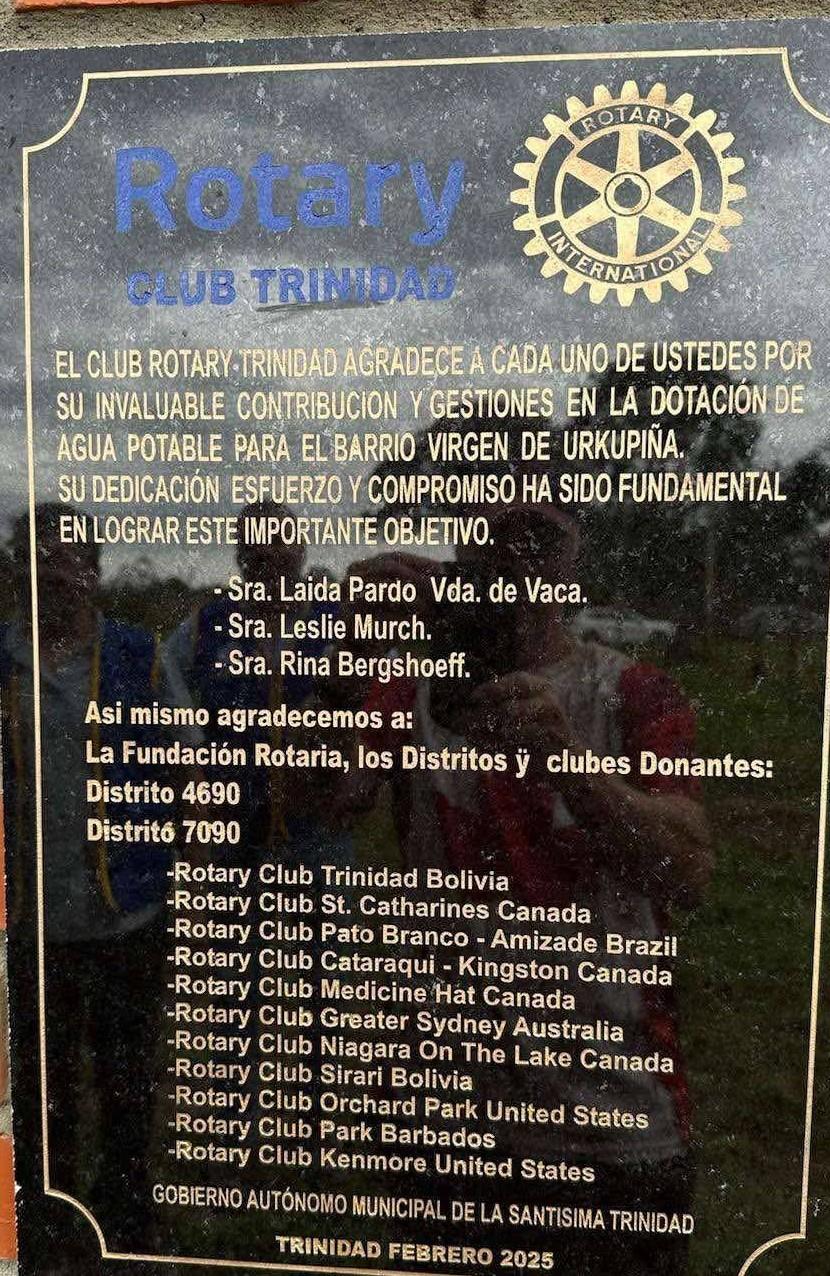 Rotary
CLUB TRINIDAD
ROTARY
INTERNATIONAL
EL CLUB ROTARY-TRINIDAD AGRADECE A CADA UNO DE USTEDES POR
SU INVALUABLE CONTRIBUCION Y GESTIONES EN LA DOTACIÓN DE
AGUA POTABLE PARA EL BARRIO VIRGEN DE URKUPIÑA.
SU DEDICACIÓN ESFUERZO Y COMPROMISO HA SIDO FUNDAMENTAL
EN LOGRAR ESTE IMPORTANTE OBJETIVO.
- Sra. Laida Pardo Vda. de Vaca.
- Sra. Leslie Murch.
- Sra. Rina Bergshoeff.
Asi mismo agradecemos a:
La Fundación Rotaria, los Distritos ÿ clubes Donantes:
Distrito 4690
Distrito 7090
-Rotary Club Trinidad Bolivia
-Rotary Club St. Catharines Canada
-Rotary Club Pato Branco - Amizade Brazil
-Rotary Club Cataraqui - Kingston Canada
-Rotary Club Medicine Hat Canada
-Rotary Club Greater Sydney Australia
-Rotary Club Niagara On The Lake Canada
-Rotary Club Sirari Bolivia
-Rotary Club Orchard Park United States
-Rotary Club Park Barbados
-Rotary Club Kenmore United States
GOBIERNO AUTÓNOMO MUNICIPAL DE LA SANTISIMA TRINIDAD
TRINIDAD FEBRERO 2025